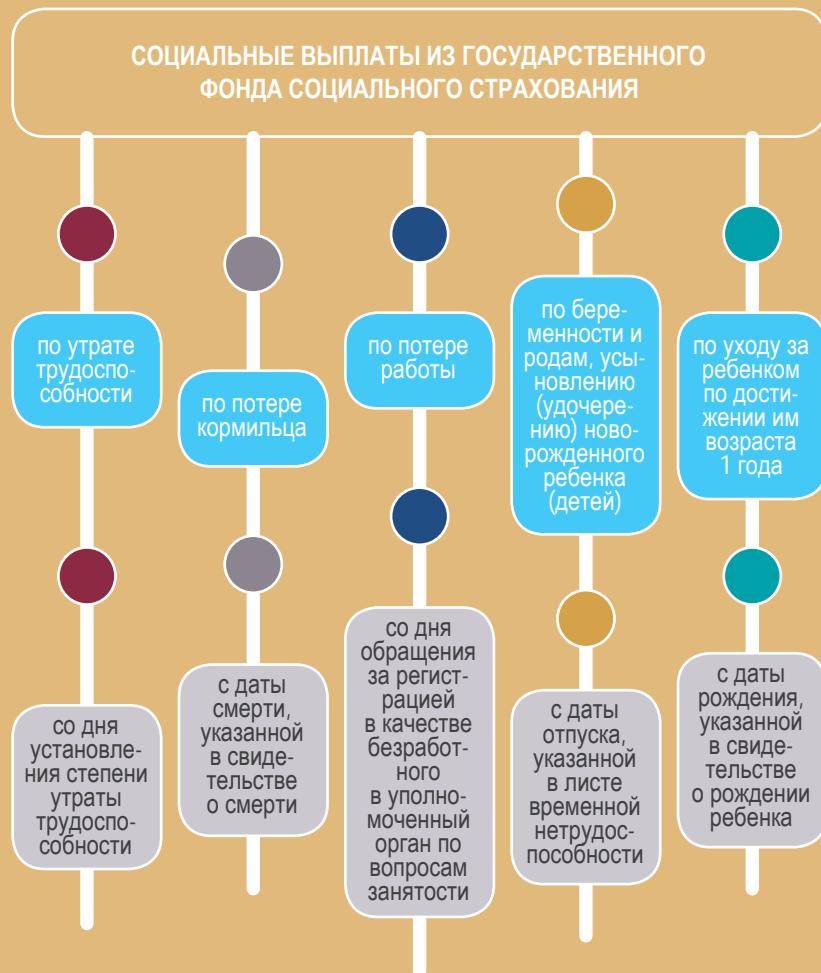 СОЦИАЛЬНЫЕ ВЫПЛАТЫ ИЗ ГОСУДАРСТВЕННОГО
ФОНДА СОЦИАЛЬНОГО СТРАХОВАНИЯ
по утрате
трудоспо-
собности
по потере
кормильца
по потере
работы
по бере-
менности и
родам, усы-
новлению
(удочере-
нию) ново-
рожденного
ребенка
(детей)
по уходу за
ребенком
по дости-
жении им
возраста
1 года
со дня
установле-
ния степени
утраты
трудоспо-
собности
с даты
смерти,
указанной
в свиде-
тельстве
о смерти
со дня
обращения
за регист-
рацией
в качестве
безработ-
ного
в уполно-
моченный
орган по
вопросам
занятости
с даты
отпуска,
указанной
в листе
временной
нетрудос-
пособности
с даты
рождения,
указанной
в свиде-
тельстве
о рождении
ребенка